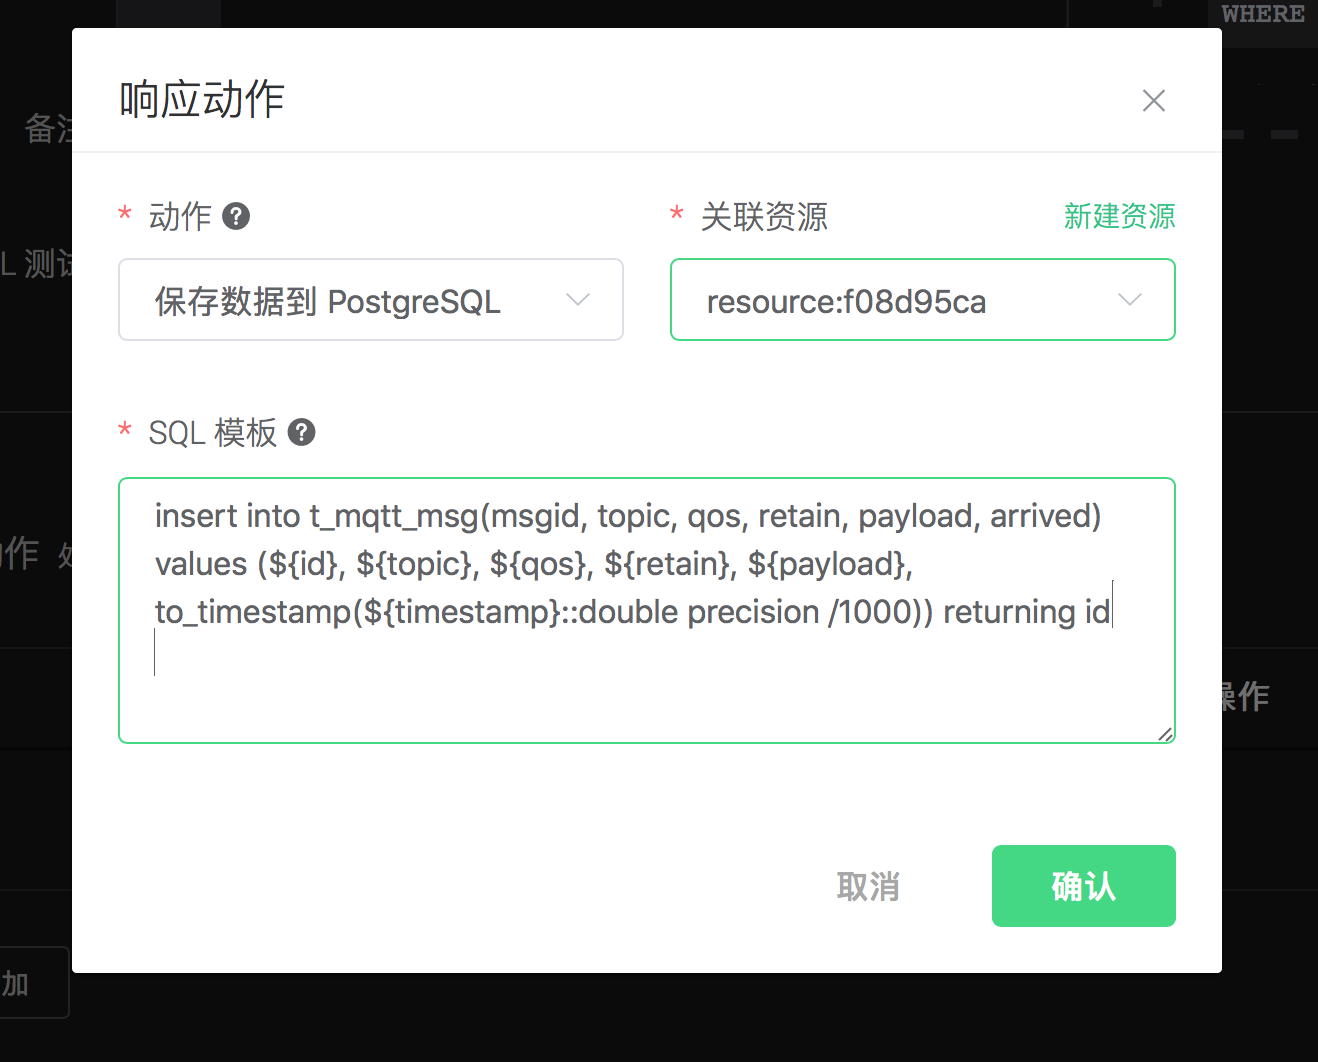 WHERE
响应动作
备注
* 动作 ?
* 关联资源
新建资源
L 测试
保存数据到 PostgreSQL
resource:f08d95ca
* SQL 模板 ?
insert into t_mqtt_msg(msgid, topic, qos, retain, payload, arrived)
values (${id}, ${topic}, ${qos}, ${retain}, ${payload},
to_timestamp(${timestamp}::double precision /1000)) returning id
动作
操作
取消
确认
加